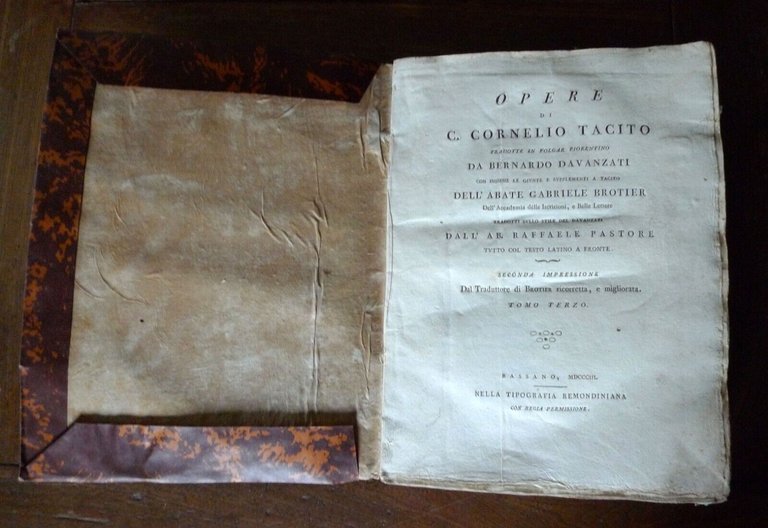 OPERE
DI
C. CORNELIO TACITO
TRADOTTE IN VOLGAR FIORENTINO
DA BERNARDO DAVANZATI
CON INSIEME LE GIUNTE E SUPPLEMENTI A TACITO
DELL' ABATE GABRIELE BROTIER
Dell' Accademia delle Iscrizioni, e Belle Lettere
TRADOTTI SULLO STILE DEL DAVANZATI
DALL' AB. RAFFAELE PASTORE
TUTTO COL TESTO LATINO A FRONTE.
SECONDA IMPRESSIONE
Dal Traduttore di BROTIER ricorretta, e migliorata.
TOMO TERZO.
BASSANO, MDCCCIII.
NELLA TIPOGRAFIA REMONDINIANA
CON REGIA PERMISSIONE.